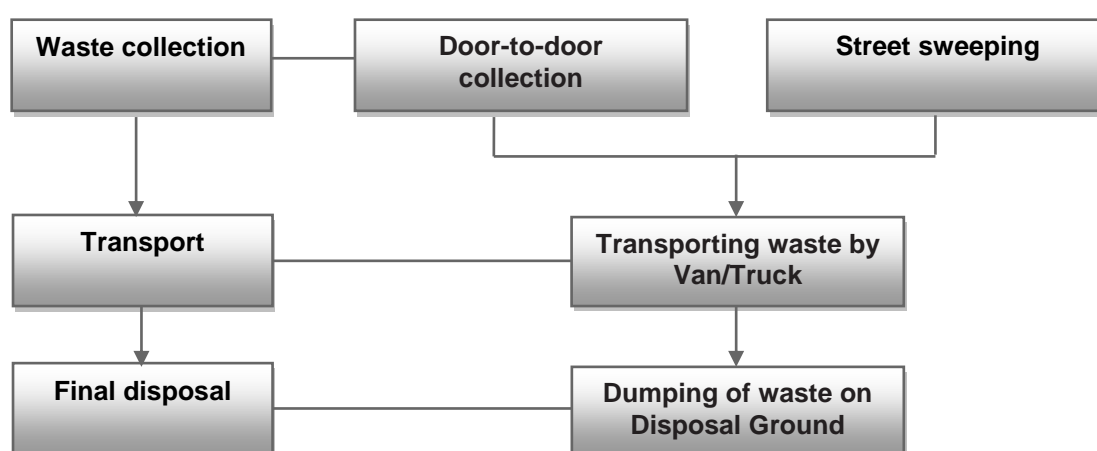 Waste collection
Door-to-door
collection
Street sweeping
Transport
Transporting waste by
Van/Truck
Final disposal
Dumping of waste on
Disposal Ground